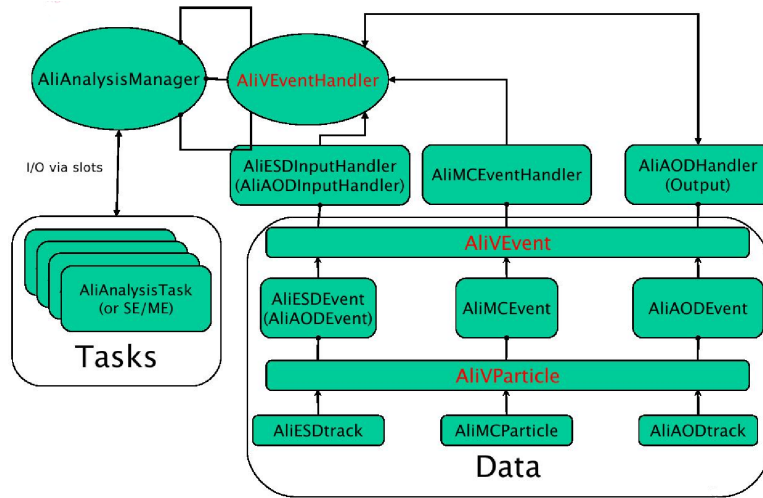 AliAnalysisManager
AliVEventHandler
I/O via slots
AliESDInputHandler
(AliAODInputHandler)
AliMCEventHandler
AliAODHandler
(Output)
AliVEvent
AliAnalysisTask
(or SE/ME)
Tasks
AliESDEvent
(AliAODEvent)
AliMCEvent
AliAODEvent
AliVParticle
AliESDtrack
AliMCParticle
AliAODtrack
Data